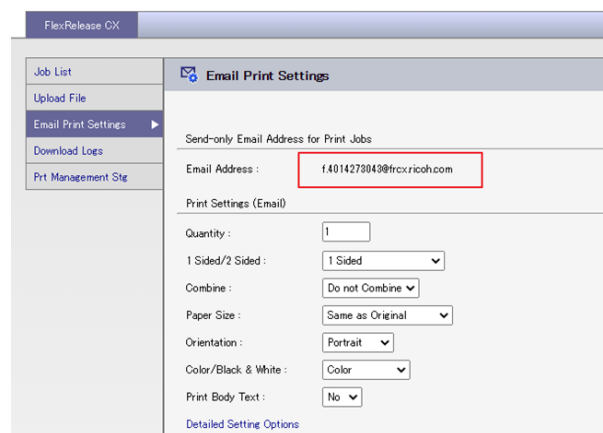 FlexRelease CX
Job List
Upload File
Email Print Settings
Download Logs
Prt Management Stg
Email Print Settings
Send-only Email Address for Print Jobs
Email Address : f.4014273043@frcx.ricoh.com
Print Settings (Email)
Quantity : 1
1 Sided/2 Sided : 1 Sided
Combine : Do not Combine
Paper Size : Same as Original
Orientation : Portrait
Color/Black & White : Color
Print Body Text : No
Detailed Setting Options